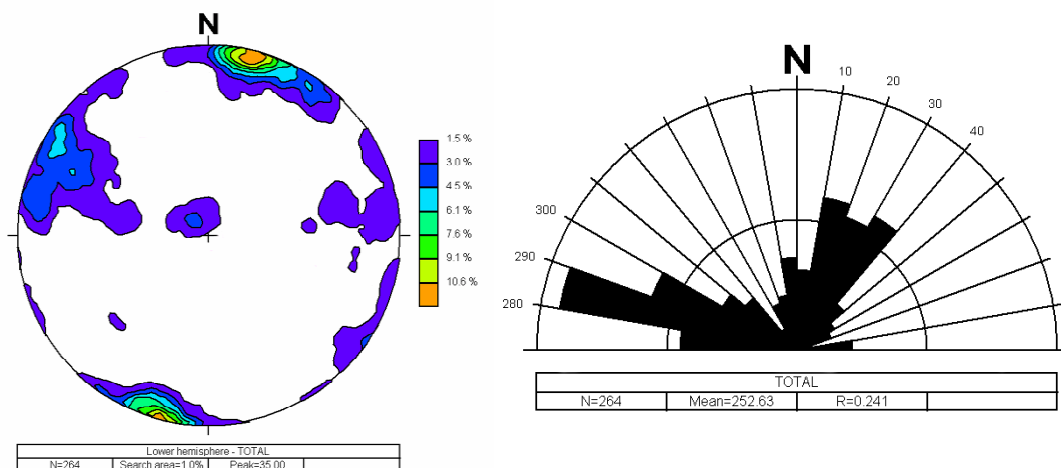 N
1.5 %
3.0 %
4.5 %
6.1 %
7.6 %
9.1 %
10.6 %
Lower hemisphere - TOTAL
N=264 Search area=1.0% Peak=35.00
N
10
20
30
40
300
290
280
TOTAL
N=264 Mean=252.63 R=0.241